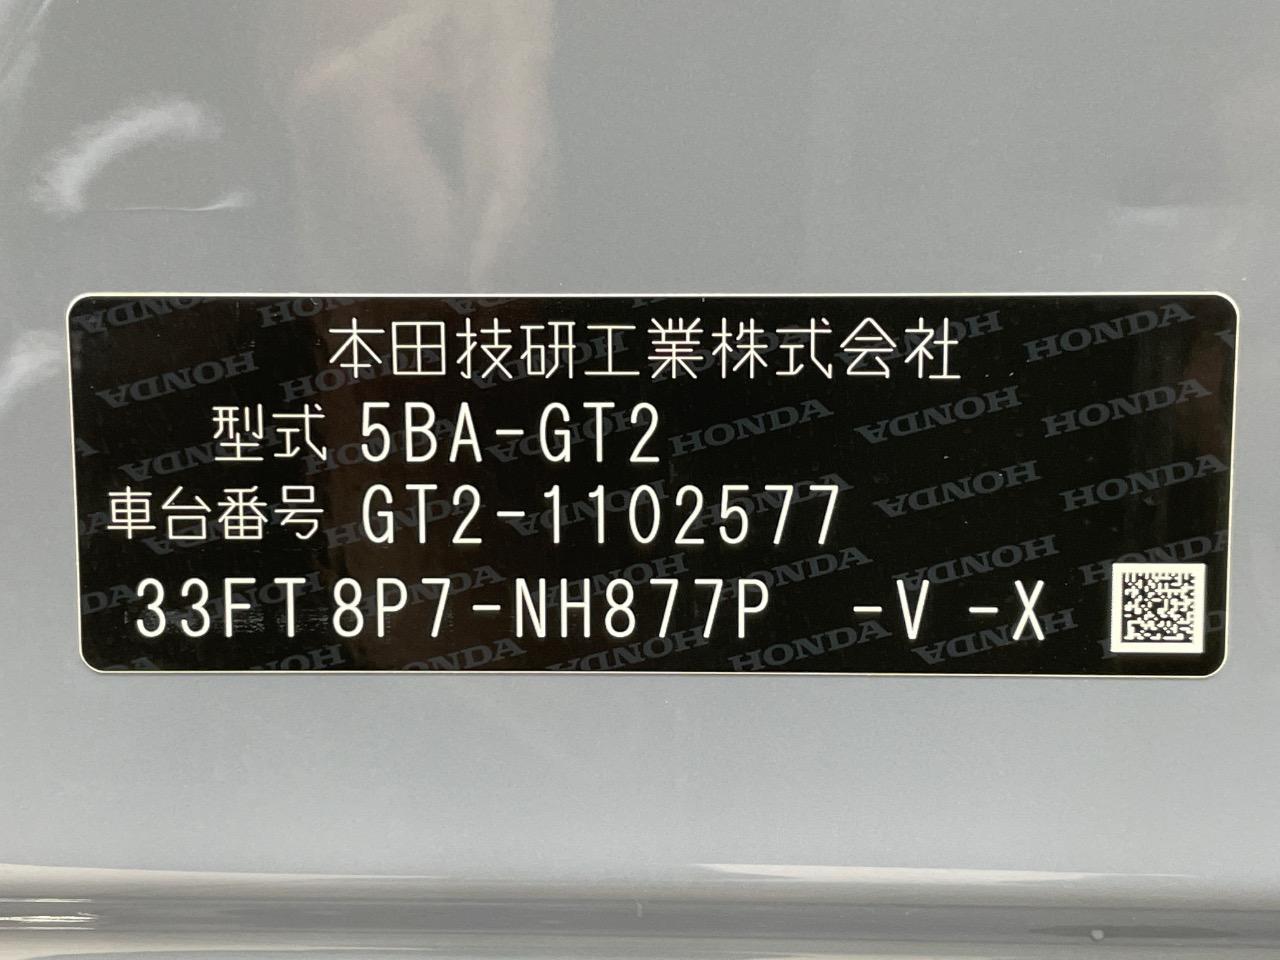 本田技研工業株式会社
型式 5BA-GT2
車台番号 GT2-1102577
33FT8P7-NH877P -V -X